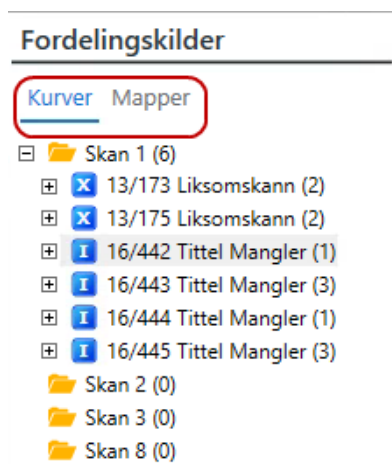 Fordelingskilder
Kurver Mapper
Skan 1 (6)
X 13/173 Liksomskann (2)
X 13/175 Liksomskann (2)
I 16/442 Tittel Mangler (1)
I 16/443 Tittel Mangler (3)
I 16/444 Tittel Mangler (1)
I 16/445 Tittel Mangler (3)
Skan 2 (0)
Skan 3 (0)
Skan 8 (0)